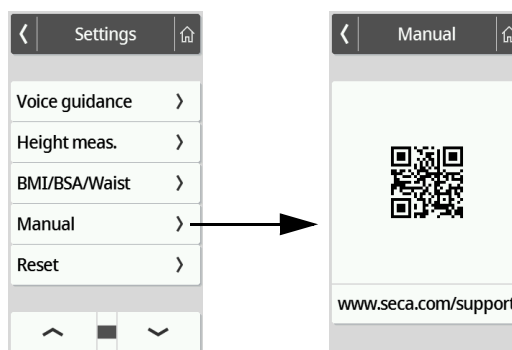 Settings
Voice guidance
Height meas.
BMI/BSA/Waist
Manual
Reset
Manual
www.seca.com/support